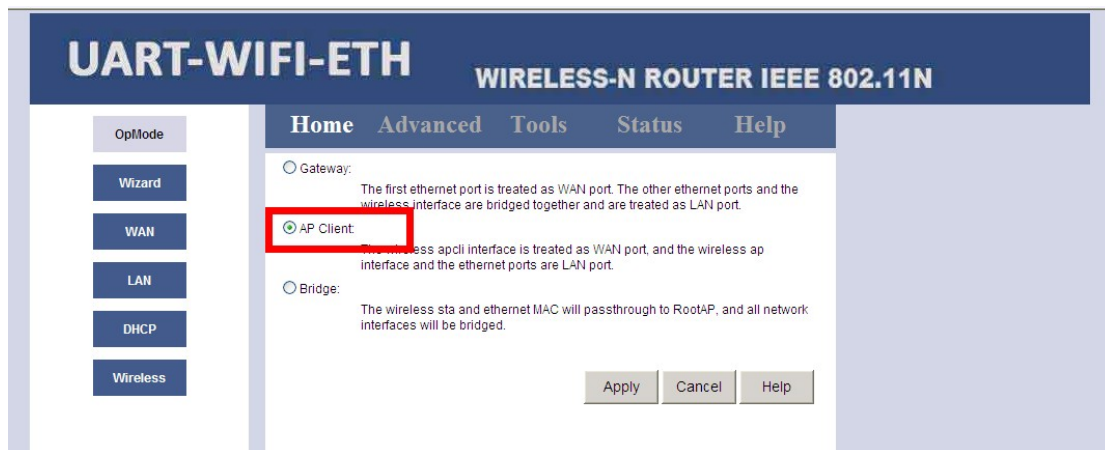 UART-WIFI-ETH
WIRELESS-N ROUTER IEEE 802.11N
OpMode
Wizard
WAN
LAN
DHCP
Wireless
Home Advanced Tools Status Help
Gateway:
The first ethernet port is treated as WAN port. The other ethernet ports and the
wireless interface are bridged together and are treated as LAN port.
AP Client:
The wireless apcli interface is treated as WAN port, and the wireless ap
interface and the ethernet ports are LAN port.
Bridge:
The wireless sta and ethernet MAC will passthrough to RootAP, and all network
interfaces will be bridged.
Apply Cancel Help